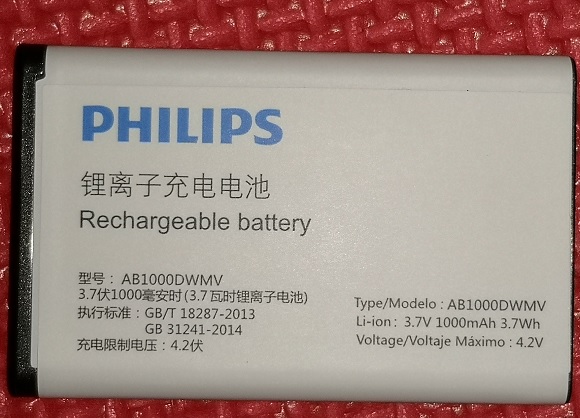 PHILIPS
锂离子充电电池
Rechargeable battery
型号： AB1000DWMV
3.7伏1000毫安时(3.7瓦时锂离子电池)
执行标准： GB/T 18287-2013
GB 31241-2014
充电限制电压：4.2伏
Type/Modelo : AB1000DWMV
Li-ion : 3.7V 1000mAh 3.7Wh
Voltage/Voltaje Máximo : 4.2V